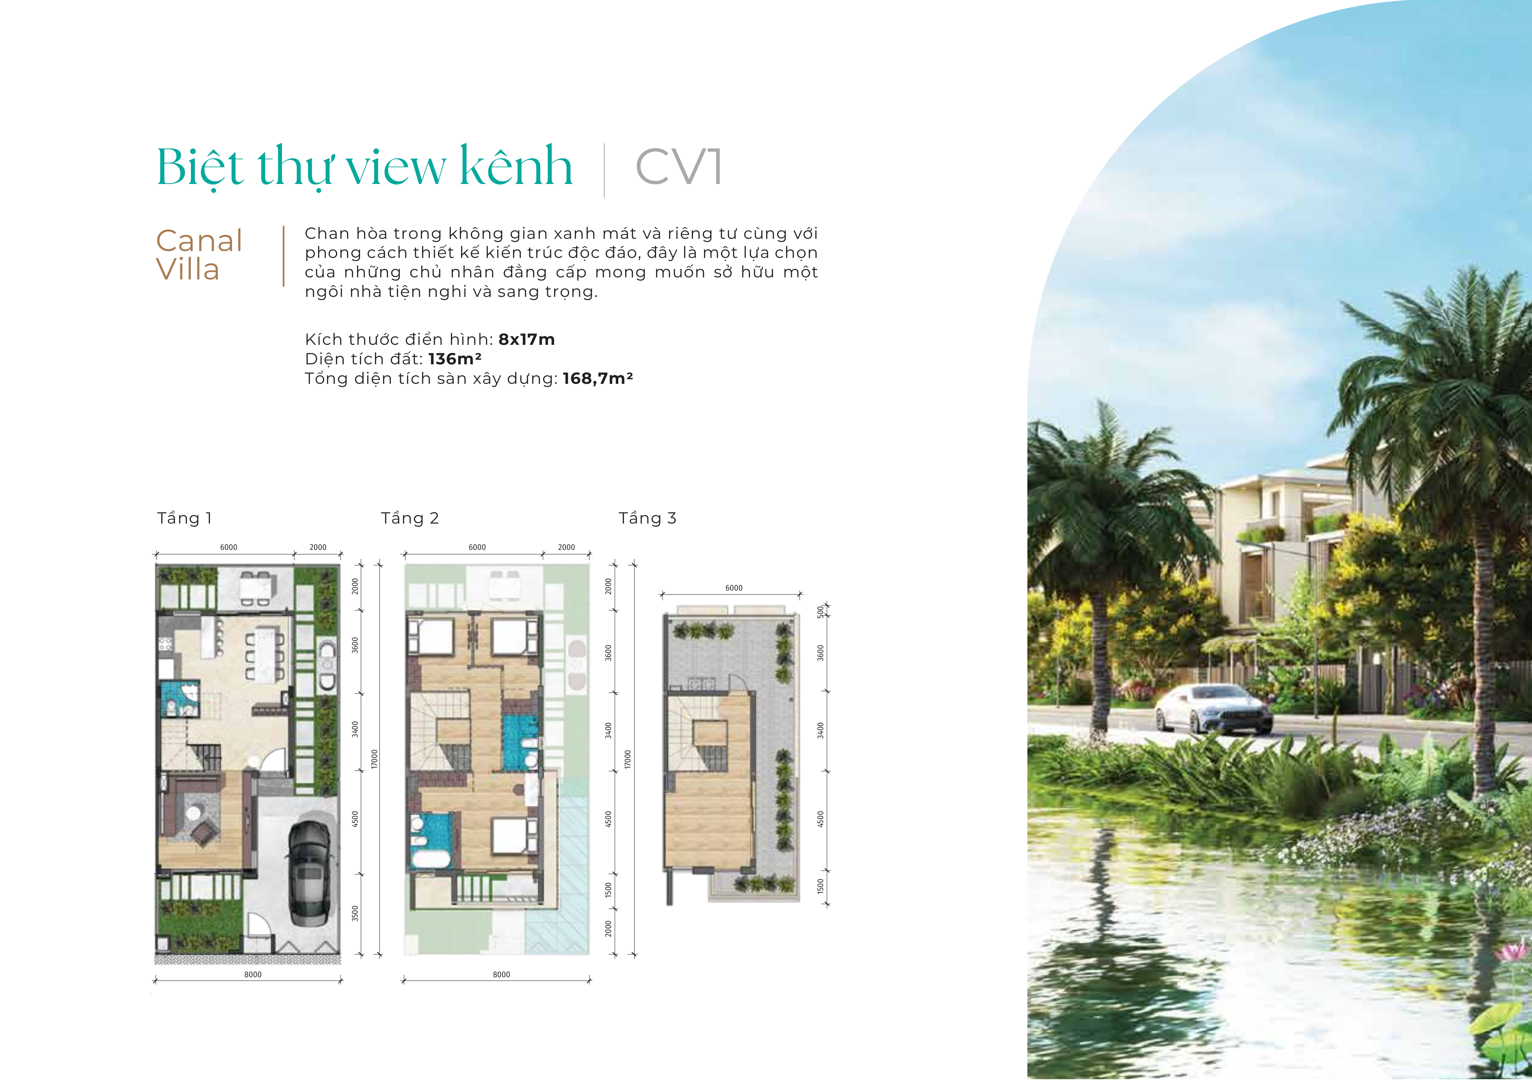 Biệt thự view kênh
CV1
Canal
Villa
Chan hòa trong không gian xanh mát và riêng tư cùng với
phong cách thiết kế kiến trúc độc đáo, đây là một lựa chọn
của những chủ nhân đẳng cấp mong muốn sở hữu một
ngôi nhà tiện nghi và sang trọng.
Kích thước điển hình: 8x17m
Diện tích đất: 136m²
Tổng diện tích sàn xây dựng: 168,7m²
Tầng 1
6000
2000
2000
3600
3400
4500
3500
17000
8000
Tầng 2
6000
2000
2000
3600
3400
4500
1500
2000
17000
8000
Tầng 3
6000
500
3600
3400
4500
1500